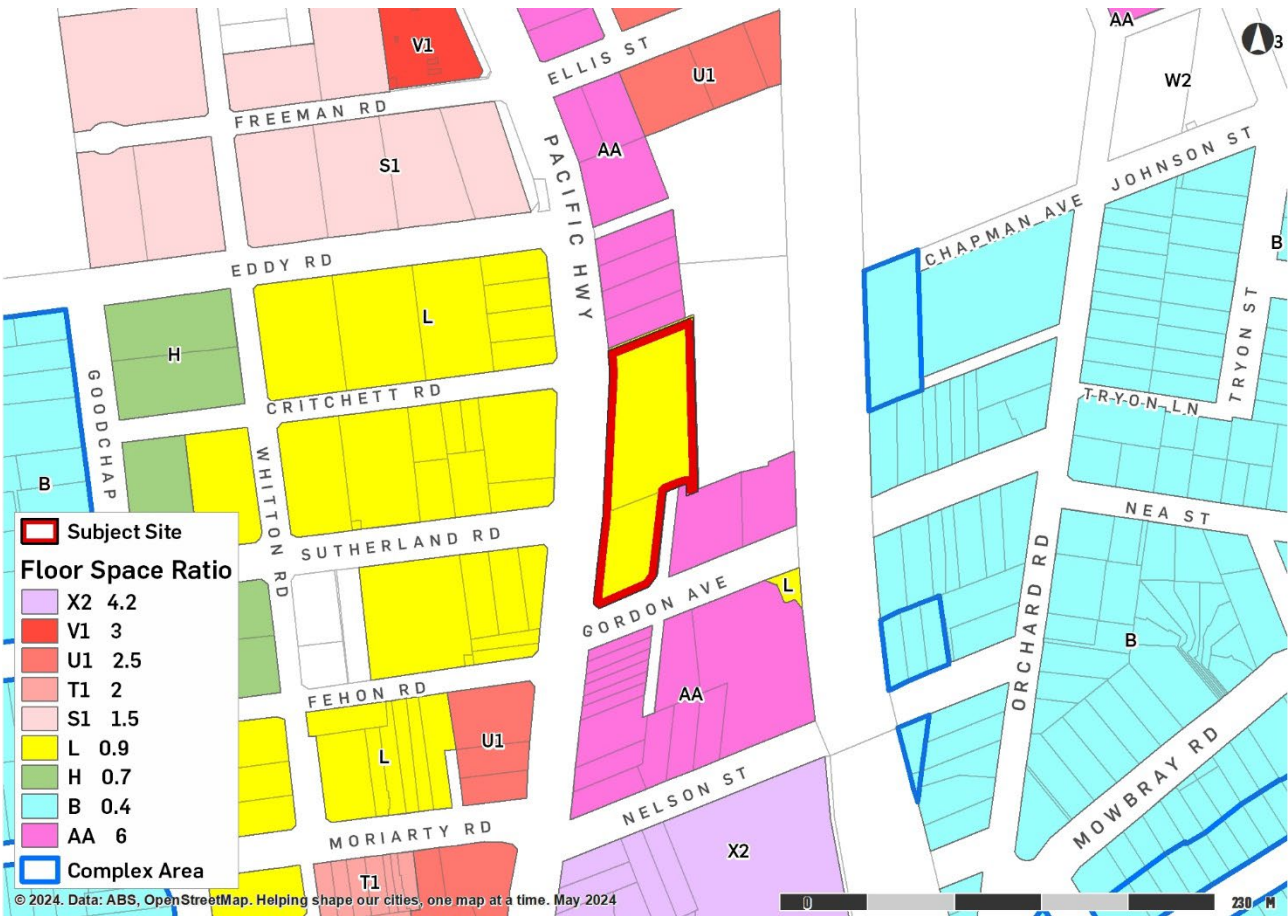 AA
3
V1
ELLIS ST
U1
W2
FREEMAN RD
PACIFIC HWY
AA
JOHNSON ST
S1
CHAPMAN AVE
B
EDDY RD
L
TRYON ST
H
GOODCHAP
CRITCHETT RD
TRYON LN
WHITTON RD
B
NEA ST
SUTHERLAND RD
ORCHARD RD
L
GORDON AVE
B
FEHON RD
AA
U1
L
MOWBRAY RD
NELSON ST
MORIARTY RD
X2
T1
Subject Site
Floor Space Ratio
X2 4.2
V1 3
U1 2.5
T1 2
S1 1.5
L 0.9
H 0.7
B 0.4
AA 6
Complex Area
© 2024. Data: ABS, OpenStreetMap. Helping shape our cities, one map at a time. May 2024
0 230 M